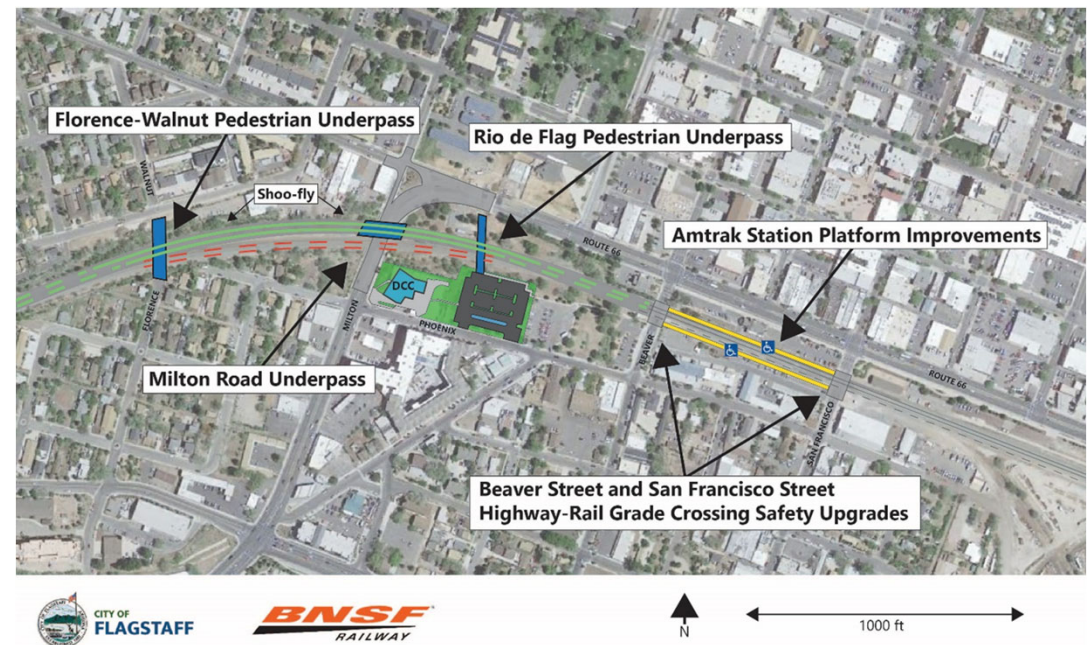 Florence-Walnut Pedestrian Underpass
Rio de Flag Pedestrian Underpass
WALNUT
Shoo-fly
Amtrak Station Platform Improvements
ROUTE 66
DCC
FLORENCE
MILTON
PHOENIX
BEAVER
Milton Road Underpass
ROUTE 66
SAN FRANCISCO
Beaver Street and San Francisco Street
Highway-Rail Grade Crossing Safety Upgrades
CITY OF
FLAGSTAFF
BNSF
RAILWAY
N
1000 ft